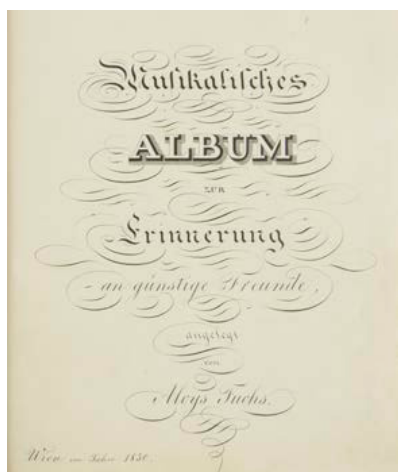 Musikalisches
ALBUM
ZUR
Erinnerung
- an günstige Freunde,
angelegt
von
Aloys Fuchs.
Wien im Jahre 1830.